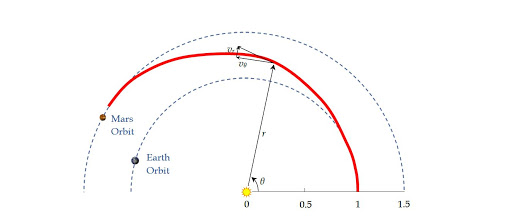 v_r
v_θ
Mars
Orbit
r
Earth
Orbit
θ
0 0.5 1 1.5